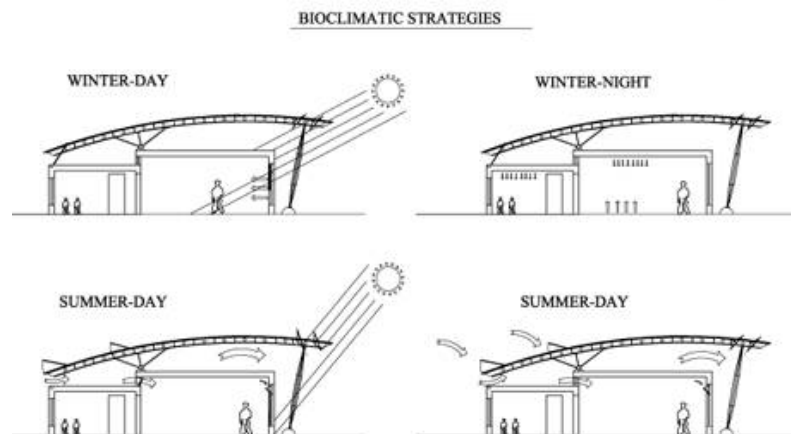 BIOCLIMATIC STRATEGIES
WINTER-DAY
WINTER-NIGHT
SUMMER-DAY
SUMMER-DAY